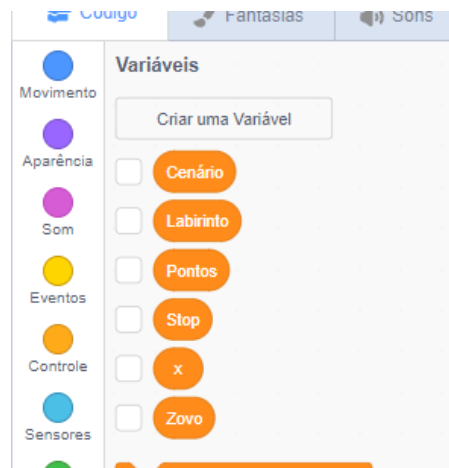 Código
Fantasias
Sons
Movimento
Aparência
Som
Eventos
Controle
Sensores
Variáveis
Criar uma Variável
Cenário
Labirinto
Pontos
Stop
x
Zovo